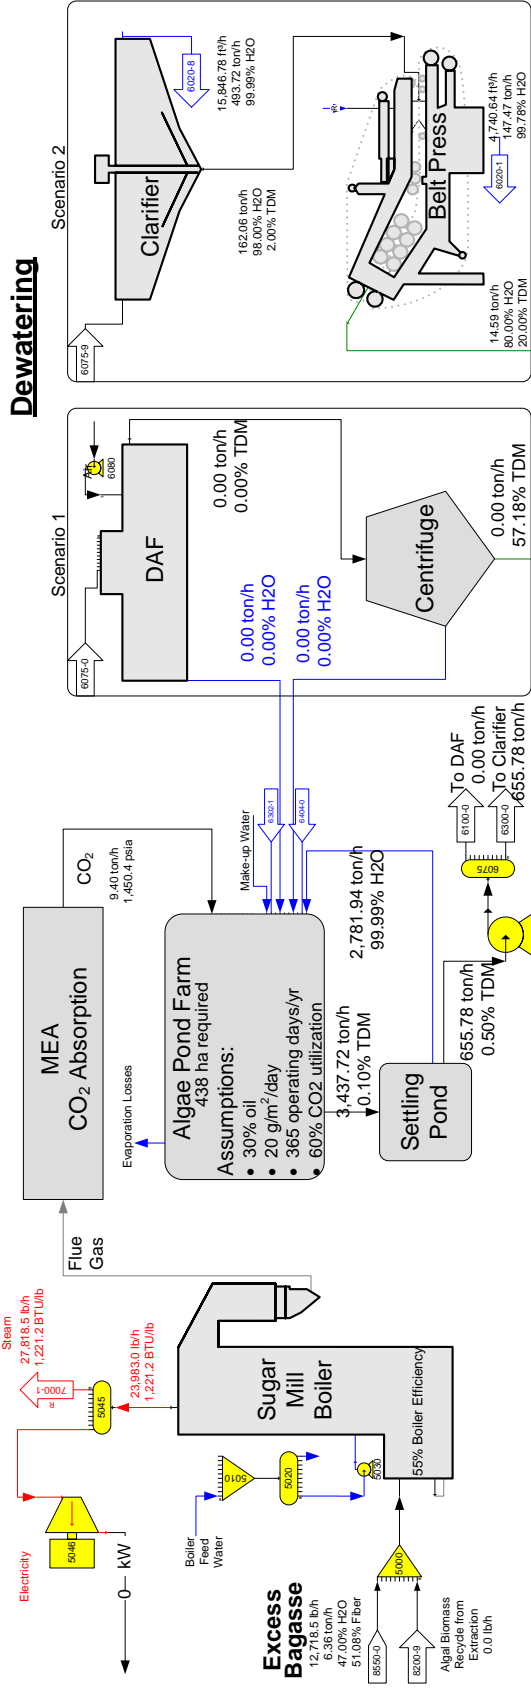 Dewatering
Electricity
5046
0 kW
Steam
27,818.5 lb/h
1,221.2 BTU/lb
R
7000-1
5045
23,983.0 lb/h
1,221.2 BTU/lb
Boiler
Feed
Water
5010
5020
5030
Sugar
Mill
Boiler
55% Boiler Efficiency
Excess
Bagasse
12,718.5 lb/h
6.36 ton/h
47.00% H2O
51.08% Fiber
8550-0
5000
8200-9
Algal Biomass
Recycle from
Extraction
0.0 lb/h
Flue
Gas
MEA
CO2 Absorption
CO2
9.40 ton/h
1,450.4 psia
Evaporation Losses
Algae Pond Farm
438 ha required
Assumptions:
• 30% oil
• 20 g/m2/day
• 365 operating days/yr
• 60% CO2 utilization
Make-up Water
6302-1
6404-0
3,437.72 ton/h
0.10% TDM
2,781.94 ton/h
99.99% H2O
Settling
Pond
655.78 ton/h
0.50% TDM
6075
6100-0
To DAF
0.00 ton/h
6300-0
To Clarifier
655.78 ton/h
Scenario 1
6075-0
6080
DAF
0.00 ton/h
0.00% TDM
0.00 ton/h
0.00% H2O
0.00 ton/h
0.00% H2O
Centrifuge
0.00 ton/h
57.18% TDM
Scenario 2
6075-9
Clarifier
6020-8
15,846.78 ft³/h
493.72 ton/h
99.99% H2O
162.06 ton/h
98.00% H2O
2.00% TDM
Belt Press
4,740.64 ft³/h
147.47 ton/h
99.78% H2O
6020-1
14.59 ton/h
80.00% H2O
20.00% TDM